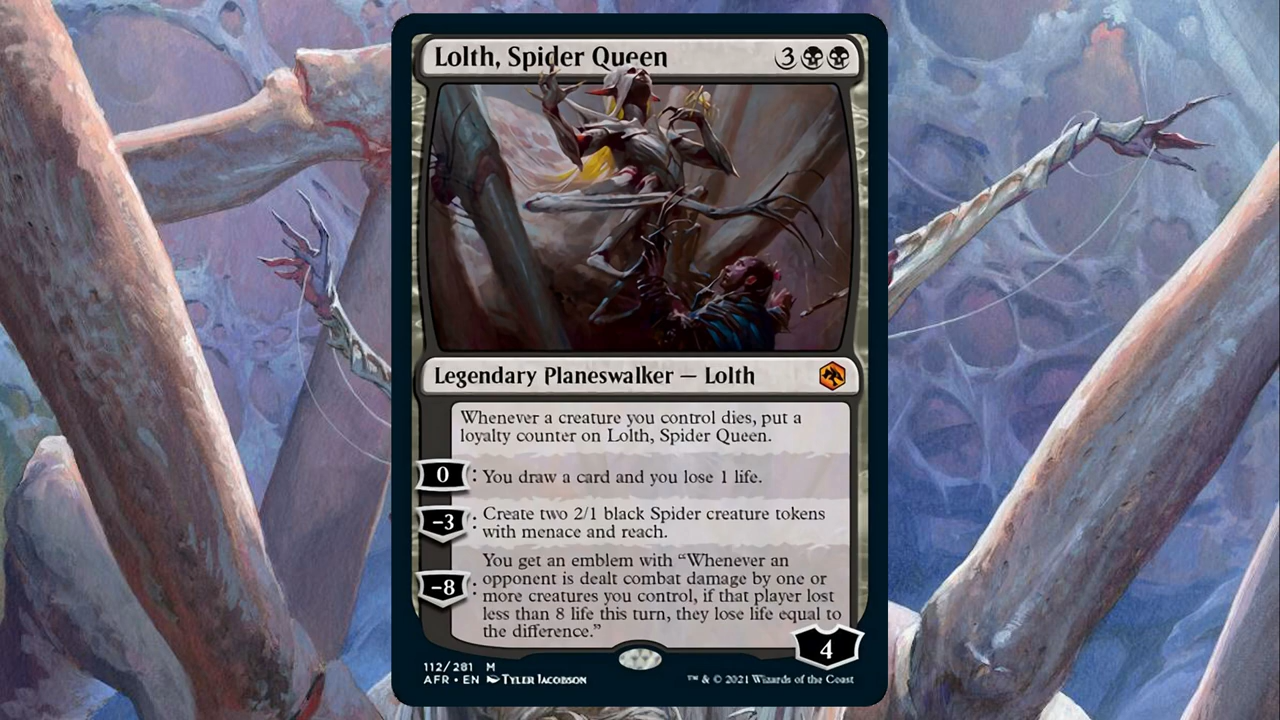 Lolth, Spider Queen 3
Legendary Planeswalker — Lolth
Whenever a creature you control dies, put a
loyalty counter on Lolth, Spider Queen.
0 : You draw a card and you lose 1 life.
−3 : Create two 2/1 black Spider creature tokens
with menace and reach.
You get an emblem with “Whenever an
−8 : opponent is dealt combat damage by one or
more creatures you control, if that player lost
less than 8 life this turn, they lose life equal to
the difference.”
4
112/281 M
AFR • EN Tyler Jacobson ™ & © 2021 Wizards of the Coast